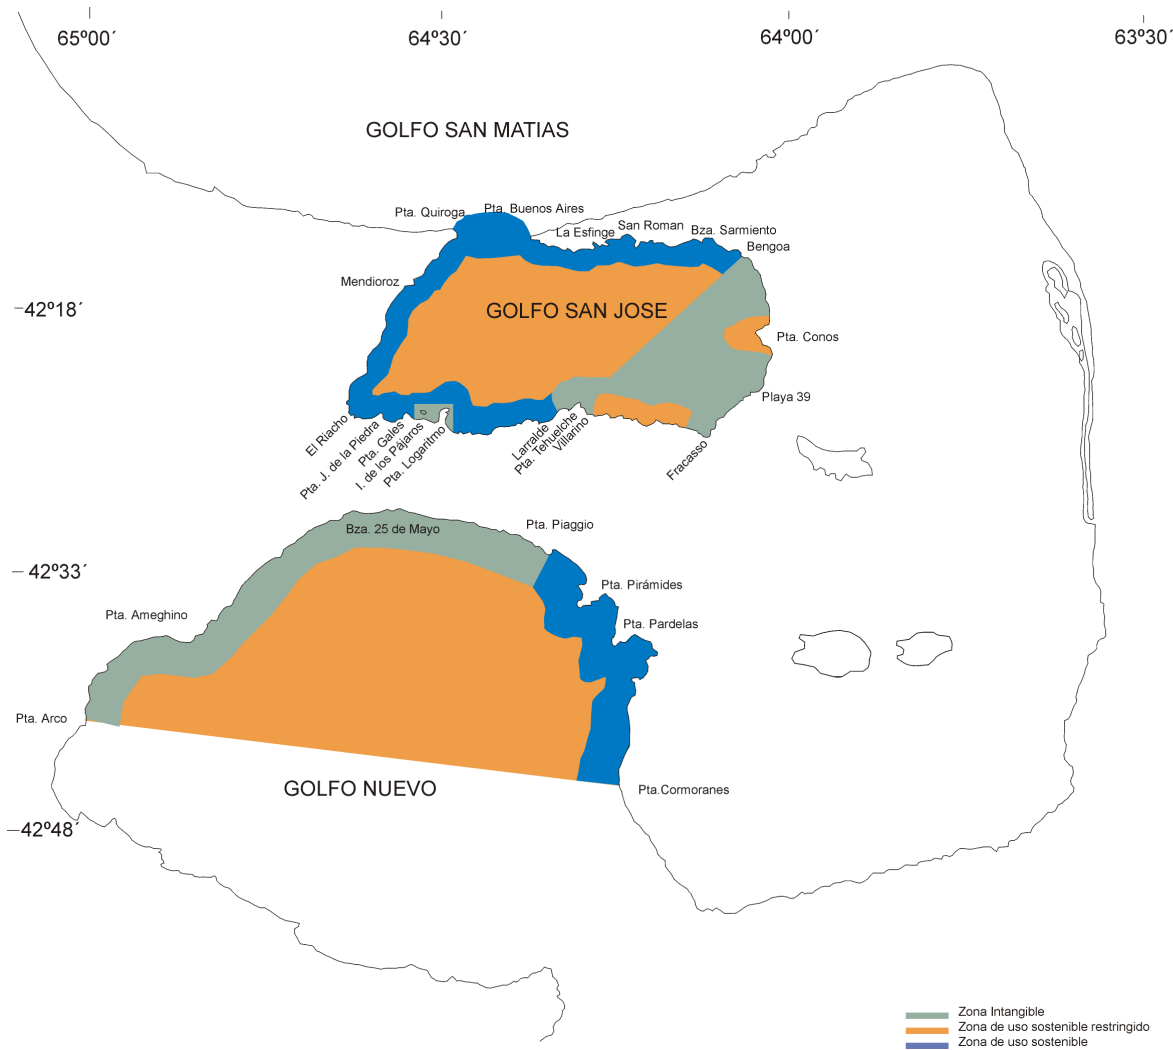 65º00´
64º30´
64º00´
63º30´
GOLFO SAN MATIAS
Pta. Quiroga
Pta. Buenos Aires
La Esfinge
San Roman
Bza. Sarmiento
Bengoa
Mendioroz
42º18´
GOLFO SAN JOSE
Pta. Conos
Playa 39
El Riacho
Pta. J. de la Piedra
Pta. Gales
I. de los Pájaros
Pta. Logaritmo
Larralde
Pta. Tehuelche
Villarino
Fracasso
Bza. 25 de Mayo
Pta. Piaggio
42º33´
Pta. Pirámides
Pta. Ameghino
Pta. Pardelas
Pta. Arco
GOLFO NUEVO
Pta.Cormoranes
42º48´
Zona Intangible
Zona de uso sostenible restringido
Zona de uso sostenible